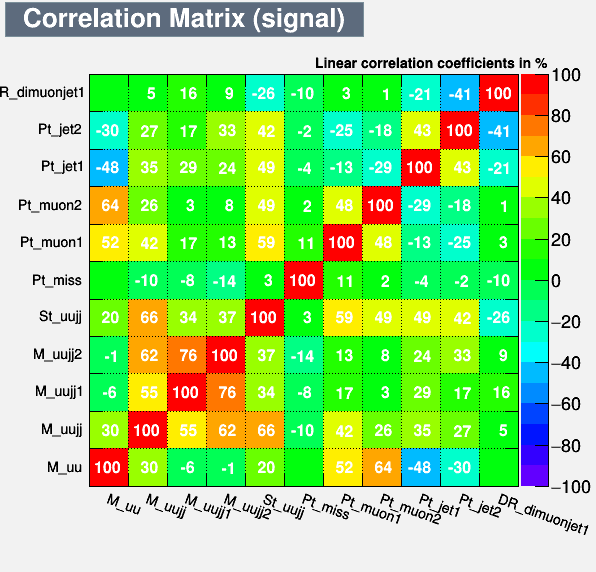 Correlation Matrix (signal)
Linear correlation coefficients in %
R_dimuonjet1 5 16 9 -26 -10 3 1 -21 -41 100
Pt_jet2 -30 27 17 33 42 -2 -25 -18 43 100 -41
Pt_jet1 -48 35 29 24 49 -4 -13 -29 100 43 -21
Pt_muon2 64 26 3 8 49 2 48 100 -29 -18 1
Pt_muon1 52 42 17 13 59 11 100 48 -13 -25 3
Pt_miss -10 -8 -14 3 100 11 2 -4 -2 -10
St_uujj 20 66 34 37 100 3 59 49 49 42 -26
M_uujj2 -1 62 76 100 37 -14 13 8 24 33 9
M_uujj1 -6 55 100 76 34 -8 17 3 29 17 16
M_uujj 30 100 55 62 66 -10 42 26 35 27 5
M_uu 100 30 -6 -1 20 52 64 -48 -30
M_uu M_uujj M_uujj1 M_uujj2 St_uujj Pt_miss Pt_muon1 Pt_muon2 Pt_jet1 Pt_jet2 DR_dimuonjet1
100
80
60
40
20
0
−20
−40
−60
−80
−100